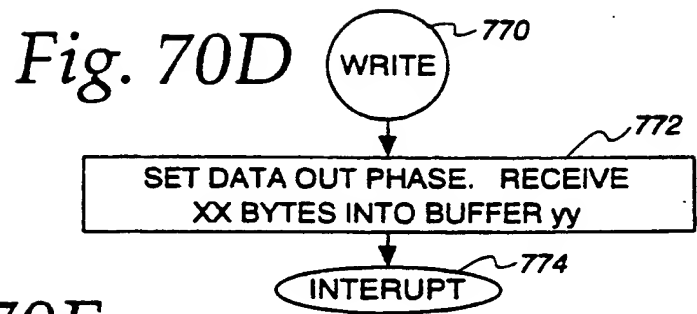 Fig. 70D
770
WRITE
772
SET DATA OUT PHASE. RECEIVE
XX BYTES INTO BUFFER yy
774
INTERUPT